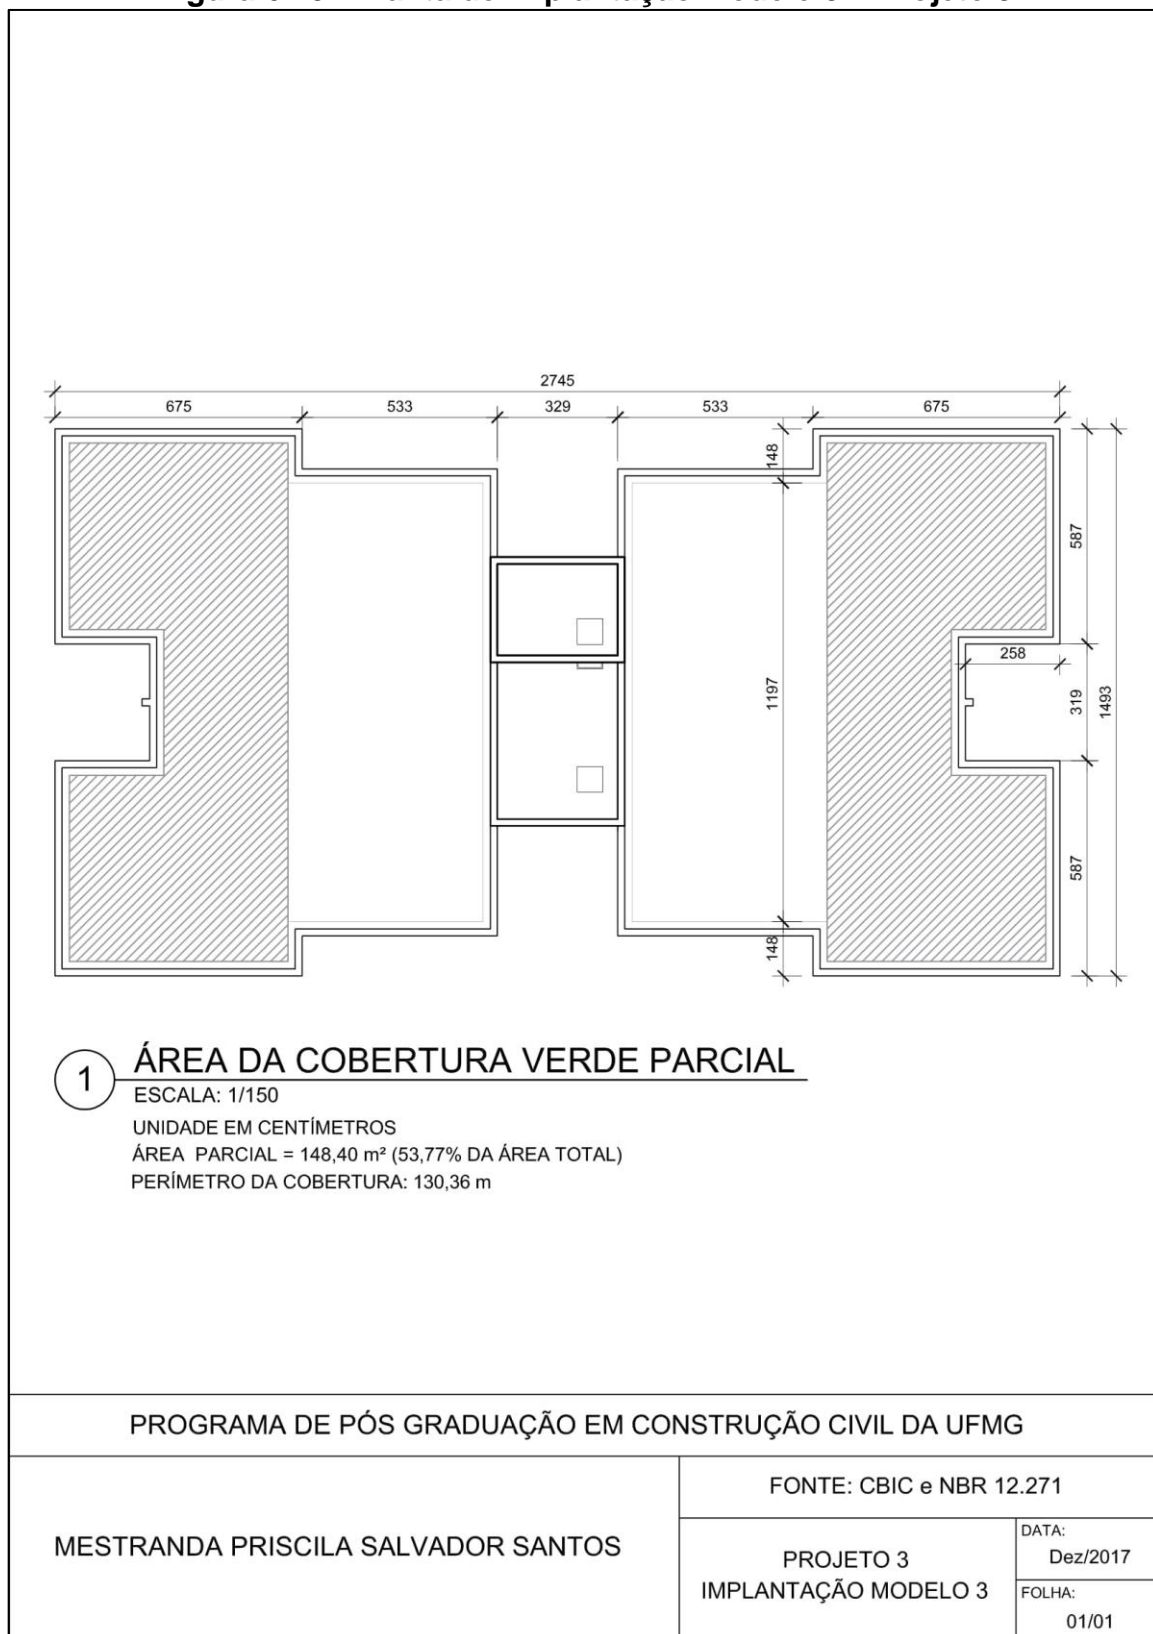 2745
675 533 329 533 675
148
587
258
1197
319
1493
587
148
1 ÁREA DA COBERTURA VERDE PARCIAL
ESCALA: 1/150
UNIDADE EM CENTÍMETROS
ÁREA PARCIAL = 148,40 m² (53,77% DA ÁREA TOTAL)
PERÍMETRO DA COBERTURA: 130,36 m
PROGRAMA DE PÓS GRADUAÇÃO EM CONSTRUÇÃO CIVIL DA UFMG
FONTE: CBIC e NBR 12.271
MESTRANDA PRISCILA SALVADOR SANTOS
PROJETO 3
IMPLANTAÇÃO MODELO 3
DATA:
Dez/2017
FOLHA:
01/01